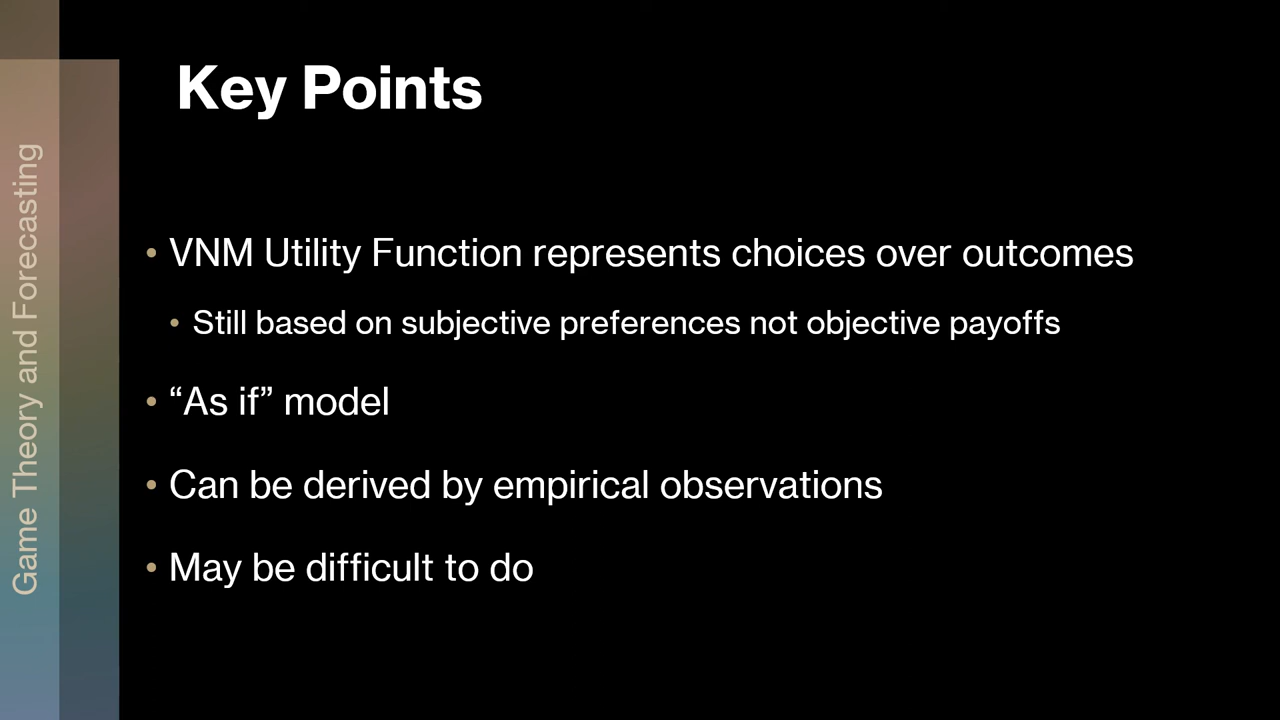 Key Points
Game Theory and Forecasting
• VNM Utility Function represents choices over outcomes
• Still based on subjective preferences not objective payoffs
• “As if” model
• Can be derived by empirical observations
• May be difficult to do